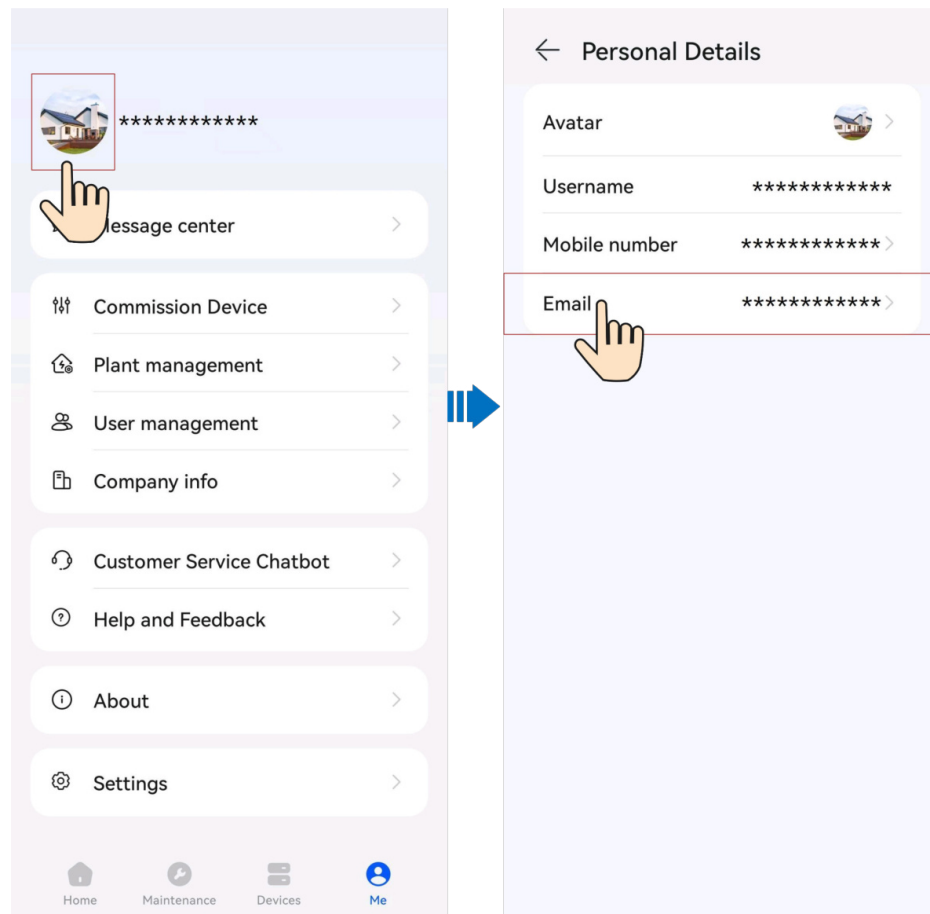 ************
Message center
Commission Device
Plant management
User management
Company info
Customer Service Chatbot
Help and Feedback
About
Settings
Home Maintenance Devices Me
Personal Details
Avatar
Username ************
Mobile number ************
Email ************